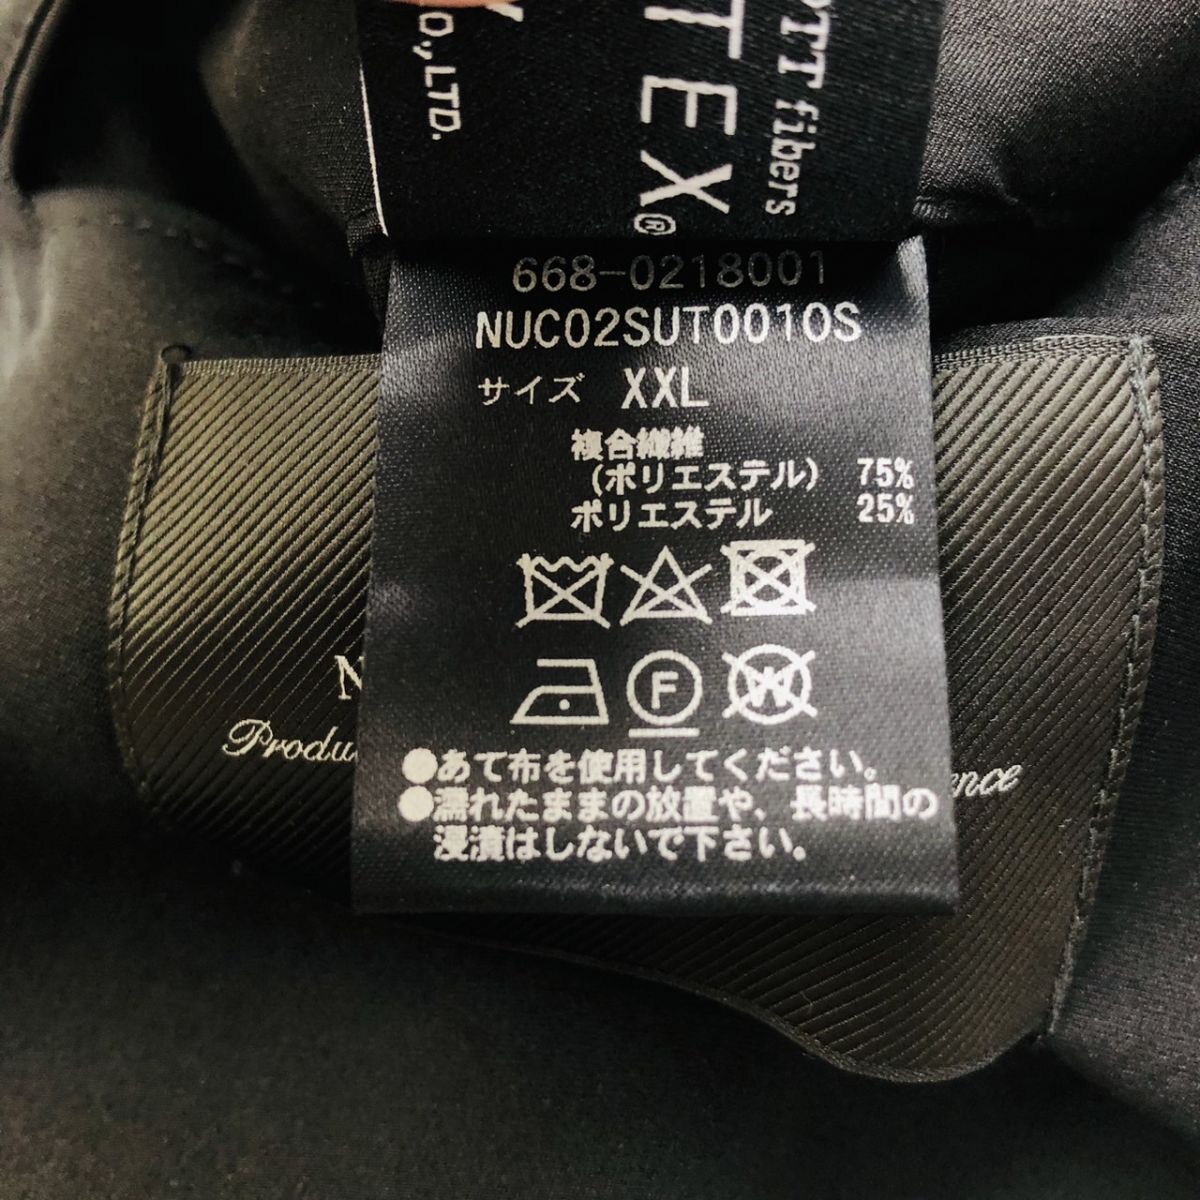 OTT fibers
TEX®
O.,LTD.
668-0218001
NUC02SUT0010S
サイズ XXL
複合繊維
(ポリエステル) 75%
ポリエステル 25%
F
W
●あて布を使用してください。
●濡れたままの放置や、長時間の
浸漬はしないで下さい。
N
Produ
ence